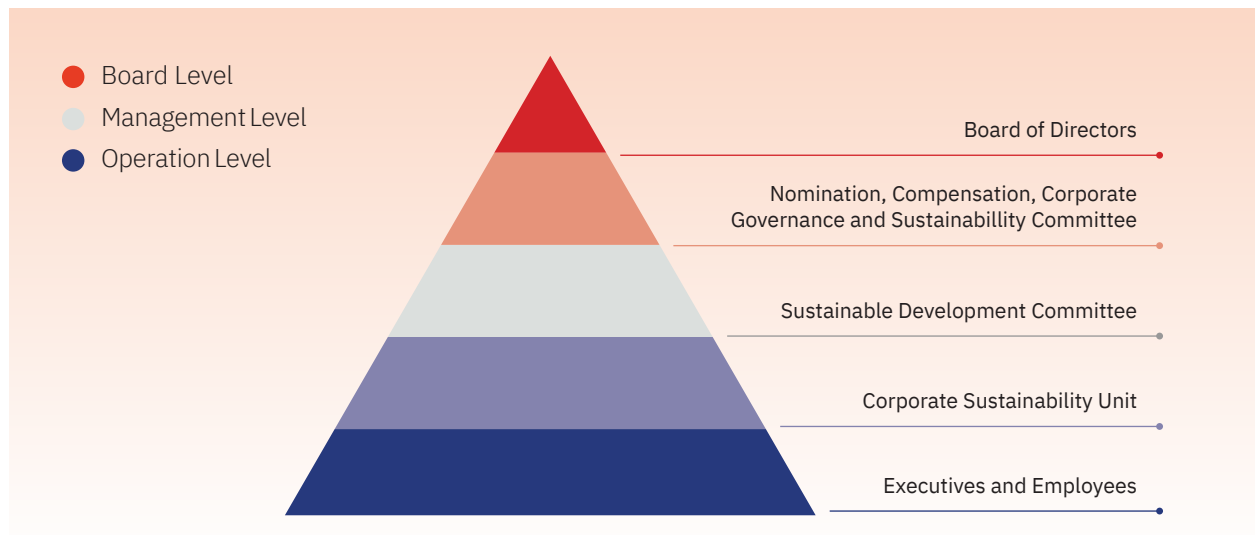 Board Level
Management Level
Operation Level
Board of Directors
Nomination, Compensation, Corporate
Governance and Sustainabillity Committee
Sustainable Development Committee
Corporate Sustainability Unit
Executives and Employees